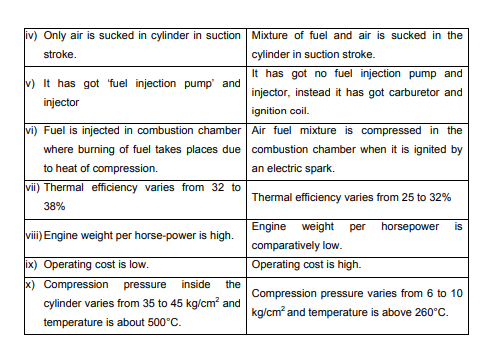 iv) Only air is sucked in cylinder in suction
stroke.
Mixture of fuel and air is sucked in the
cylinder in suction stroke.
v) It has got 'fuel injection pump' and
injector
It has got no fuel injection pump and
injector, instead it has got carburetor and
ignition coil.
vi) Fuel is injected in combustion chamber
where burning of fuel takes places due
to heat of compression.
Air fuel mixture is compressed in the
combustion chamber when it is ignited by
an electric spark.
vii) Thermal efficiency varies from 32 to
38%
Thermal efficiency varies from 25 to 32%
viii) Engine weight per horse-power is high.
Engine weight per horsepower is
comparatively low.
ix) Operating cost is low.
Operating cost is high.
x) Compression pressure inside the
cylinder varies from 35 to 45 kg/cm² and
temperature is about 500°C.
Compression pressure varies from 6 to 10
kg/cm² and temperature is above 260°C.